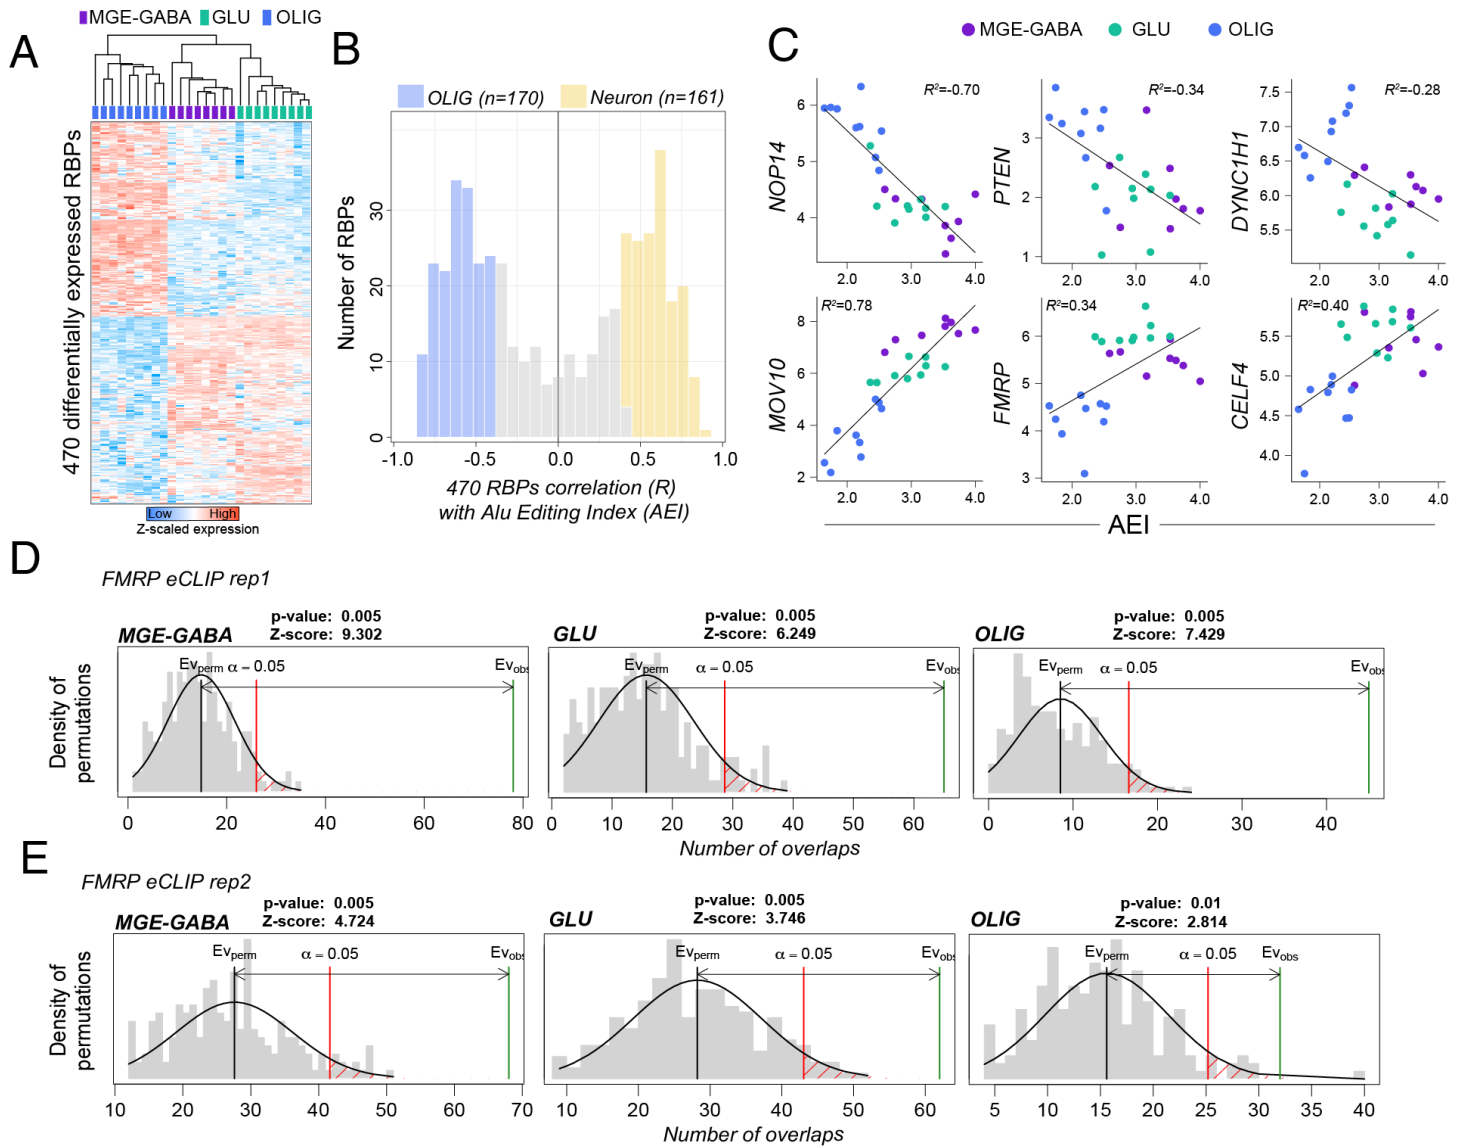 MGE-GABA GLU OLIG
A
470 differentially expressed RBPs
Low High
Z-scaled expression
B
OLIG (n=170) Neuron (n=161)
Number of RBPs
30
20
10
0
-1.0 -0.5 0.0 0.5 1.0
470 RBPs correlation (R)
with Alu Editing Index (AEI)
C
MGE-GABA GLU OLIG
NOP14
R²=-0.70
6
5
4
2.0 3.0 4.0
PTEN
R²=-0.34
3
2
1
2.0 3.0 4.0
DYNC1H1
R²=-0.28
7.5
7.0
6.5
6.0
5.5
2.0 3.0 4.0
MOV10
R²=0.78
8
6
4
2
2.0 3.0 4.0
FMRP
R²=0.34
6
5
4
3
2.0 3.0 4.0
CELF4
R²=0.40
5.5
5.0
4.5
4.0
2.0 3.0 4.0
AEI
D
FMRP eCLIP rep1
Density of
permutations
MGE-GABA
p-value: 0.005
Z-score: 9.302
Evperm α = 0.05 Evobs
0 20 40 60 80
GLU
p-value: 0.005
Z-score: 6.249
Evperm α = 0.05 Evobs
0 10 20 30 40 50 60
OLIG
p-value: 0.005
Z-score: 7.429
Evperm α = 0.05 Evobs
0 10 20 30 40
Number of overlaps
E
FMRP eCLIP rep2
Density of
permutations
MGE-GABA
p-value: 0.005
Z-score: 4.724
Evperm α = 0.05 Evobs
10 20 30 40 50 60 70
GLU
p-value: 0.005
Z-score: 3.746
Evperm α = 0.05 Evobs
10 20 30 40 50 60
OLIG
p-value: 0.01
Z-score: 2.814
Evperm α = 0.05 Evobs
5 10 15 20 25 30 35 40
Number of overlaps